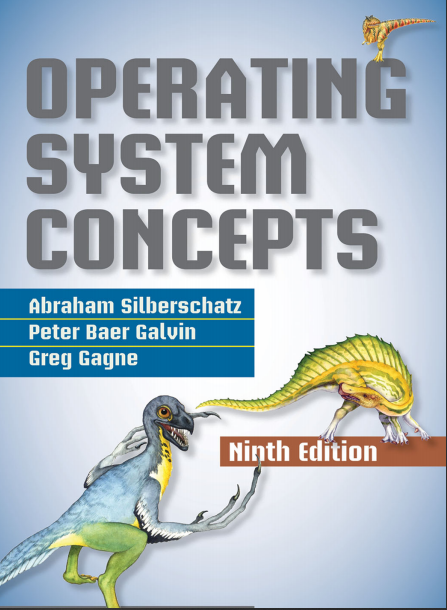 OPERATING
SYSTEM
CONCEPTS
Abraham Silberschatz
Peter Baer Galvin
Greg Gagne
Ninth Edition